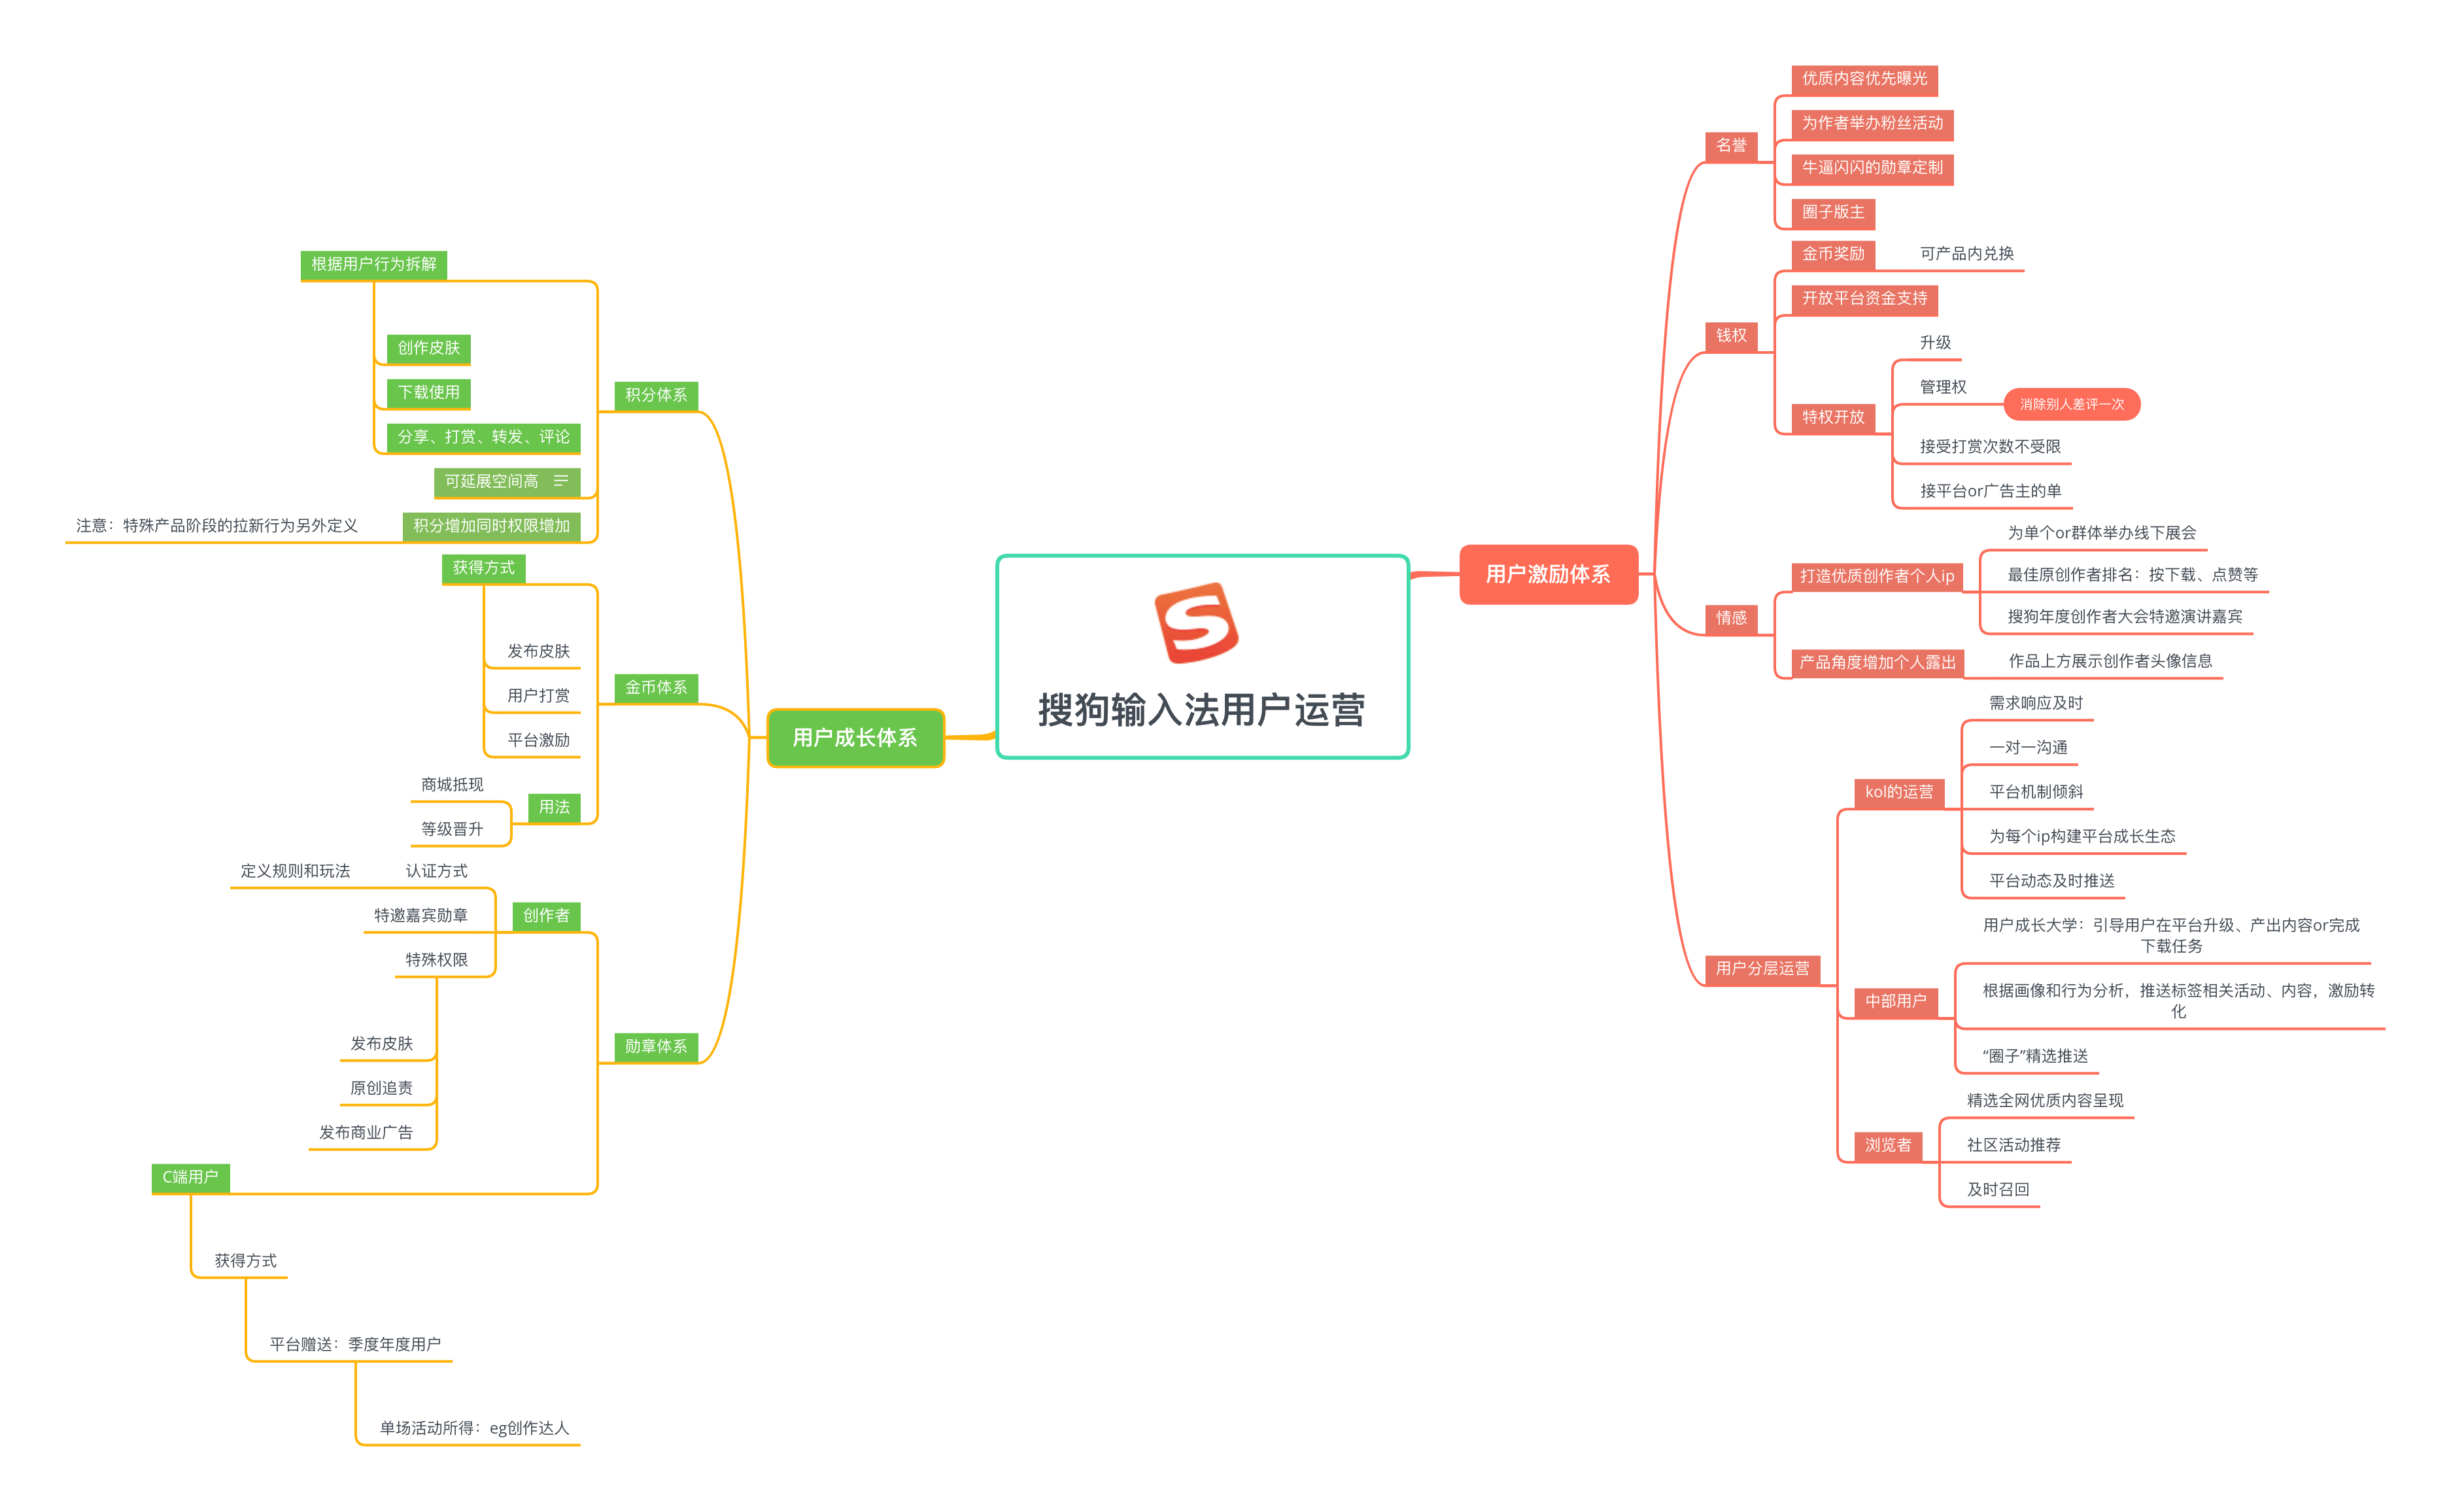 搜狗输入法用户运营
用户激励体系
名誉
优质内容优先曝光
为作者举办粉丝活动
牛逼闪闪的勋章定制
圈子版主
钱权
金币奖励
可产品内兑换
开放平台资金支持
特权开放
升级
管理权
消除别人差评一次
接受打赏次数不受限
接平台or广告主的单
情感
打造优质创作者个人ip
为单个or群体举办线下展会
最佳原创作者排名：按下载、点赞等
搜狗年度创作者大会特邀演讲嘉宾
产品角度增加个人露出
作品上方展示创作者头像信息
用户分层运营
kol的运营
需求响应及时
一对一沟通
平台机制倾斜
为每个ip构建平台成长生态
平台动态及时推送
中部用户
用户成长大学：引导用户在平台升级、产出内容or完成
下载任务
根据画像和行为分析，推送标签相关活动、内容，激励转
化
“圈子”精选推送
浏览者
精选全网优质内容呈现
社区活动推荐
及时召回
用户成长体系
积分体系
根据用户行为拆解
创作皮肤
下载使用
分享、打赏、转发、评论
可延展空间高
积分增加同时权限增加
注意：特殊产品阶段的拉新行为另外定义
金币体系
获得方式
发布皮肤
用户打赏
平台激励
用法
商城抵现
等级晋升
勋章体系
创作者
认证方式
定义规则和玩法
特邀嘉宾勋章
特殊权限
发布皮肤
原创追责
发布商业广告
C端用户
获得方式
平台赠送：季度年度用户
单场活动所得：eg创作达人